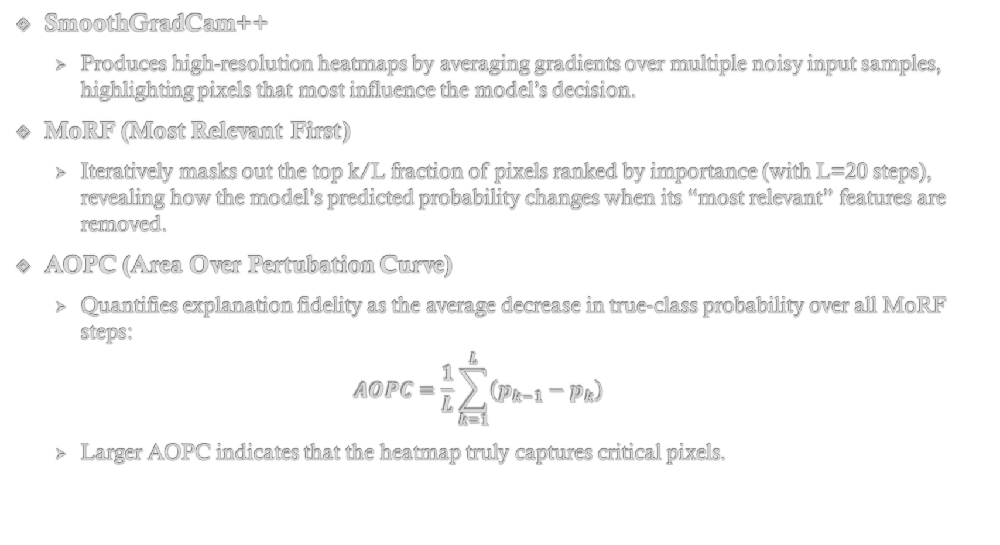 ❖ SmoothGradCam++
➢ Produces high-resolution heatmaps by averaging gradients over multiple noisy input samples,
highlighting pixels that most influence the model’s decision.
❖ MoRF (Most Relevant First)
➢ Iteratively masks out the top k/L fraction of pixels ranked by importance (with L=20 steps),
revealing how the model’s predicted probability changes when its “most relevant” features are
removed.
❖ AOPC (Area Over Pertubation Curve)
➢ Quantifies explanation fidelity as the average decrease in true-class probability over all MoRF
steps:
AOPC = 1/L ∑_{k=1}^{L} (p_{k−1} − p_k)
➢ Larger AOPC indicates that the heatmap truly captures critical pixels.